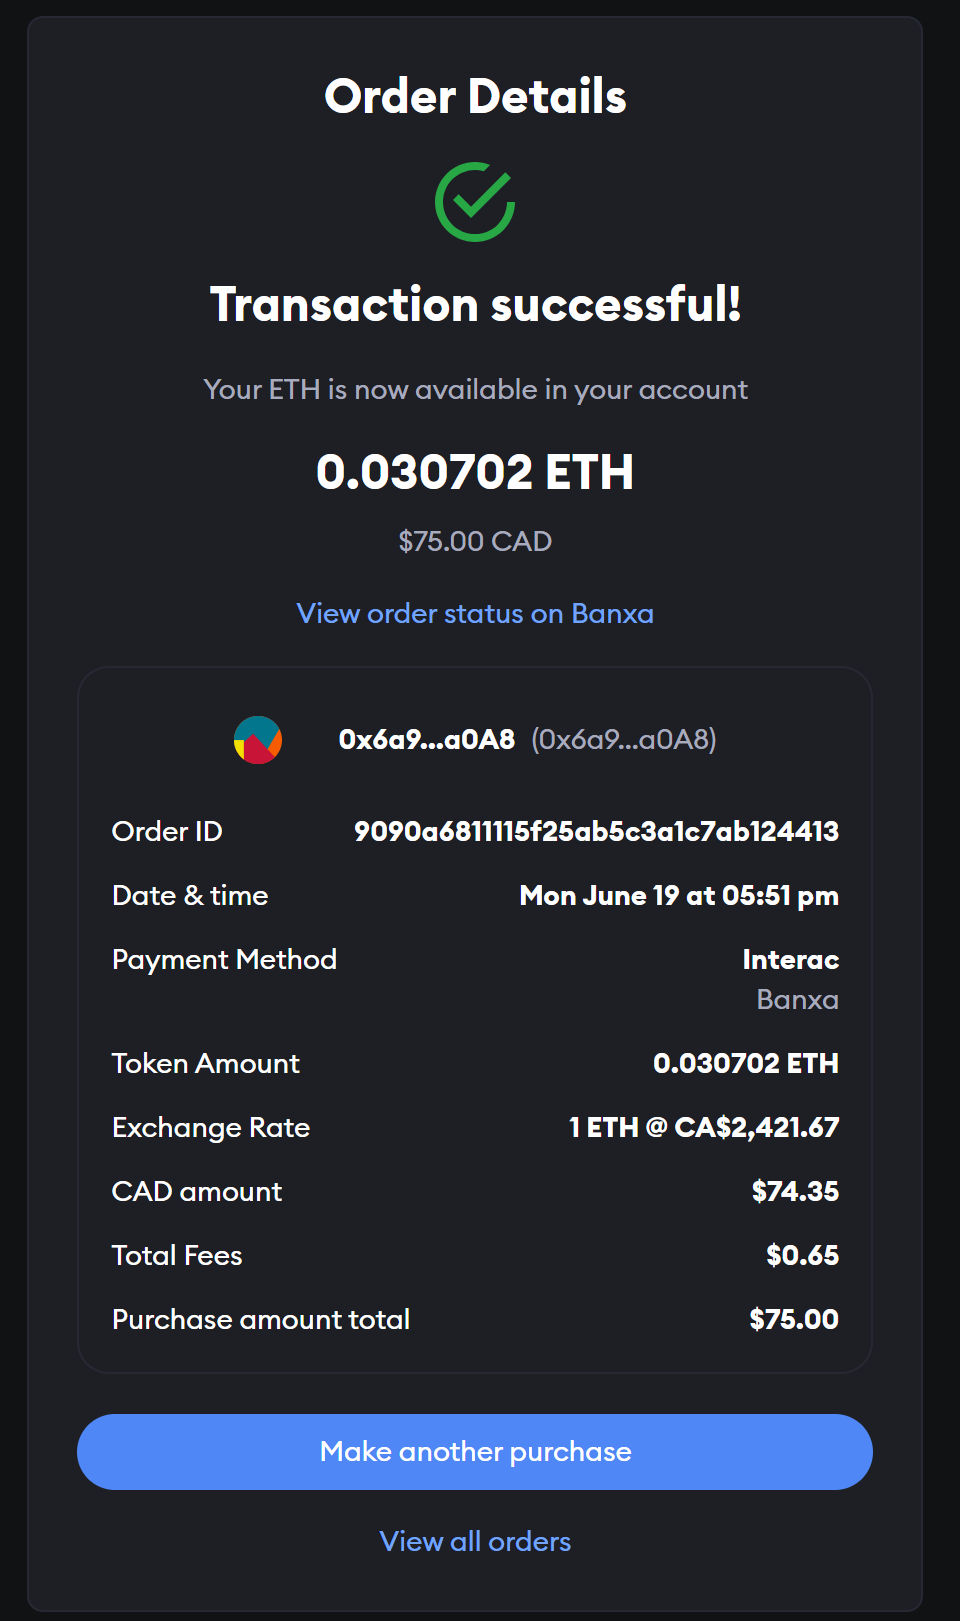 Order Details
Transaction successful!
Your ETH is now available in your account
0.030702 ETH
$75.00 CAD
View order status on Banxa
0x6a9...a0A8 (0x6a9...a0A8)
Order ID 9090a6811115f25ab5c3a1c7ab124413
Date & time Mon June 19 at 05:51 pm
Payment Method Interac
Banxa
Token Amount 0.030702 ETH
Exchange Rate 1 ETH @ CA$2,421.67
CAD amount $74.35
Total Fees $0.65
Purchase amount total $75.00
Make another purchase
View all orders